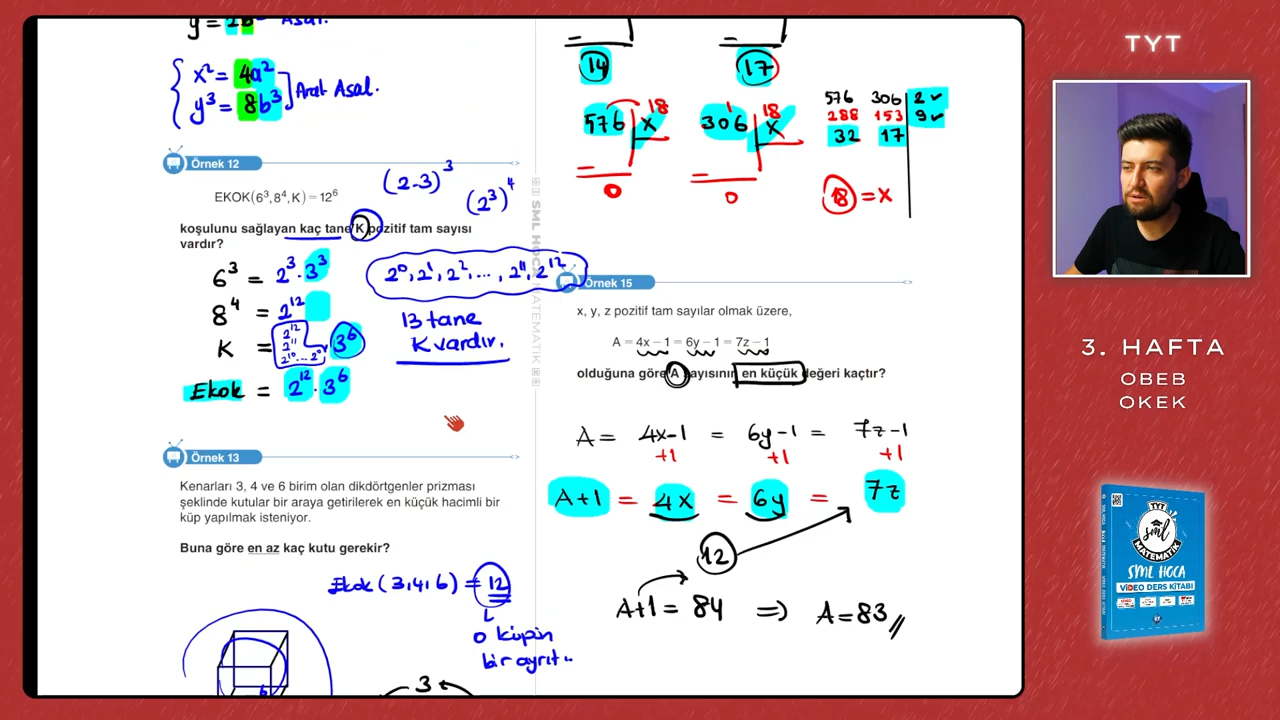 y = 2b Asal.
x² = 4a²
y³ = 8b³
Aralı Asal.
Örnek 12
EKOK(6³,8⁴,K) = 12⁶
(2·3)³
(2³)⁴
koşulunu sağlayan kaç tane K pozitif tam sayısı
vardır?
6³ = 2³ · 3³
8⁴ = 2¹²
K = 2¹² 2¹¹ 2¹⁰ ... 2⁰ · 3⁶
Ekok = 2¹² · 3⁶
2⁰, 2¹, 2², ..., 2¹¹, 2¹²
13 tane
K vardır.
Örnek 13
Kenarları 3, 4 ve 6 birim olan dikdörtgenler prizması
şeklinde kutular bir araya getirilerek en küçük hacimli bir
küp yapılmak isteniyor.
Buna göre en az kaç kutu gerekir?
Ekok (3,4,6) = 12
o küpün
bir ayrıtı
6
3
SML HOCA MATEMATİK
14
17
576 x 18
0
306 x 18
0
576 306 2 ✓
288 153 9 ✓
32 17
18 = x
Örnek 15
x, y, z pozitif tam sayılar olmak üzere,
A = 4x – 1 = 6y – 1 = 7z – 1
olduğuna göre A sayısının en küçük değeri kaçtır?
A = 4x-1 = 6y-1 = 7z-1
+1 +1 +1
A+1 = 4x = 6y = 7z
12
A+1 = 84 ⇒ A = 83
TYT
3. HAFTA
OBEB
OKEK
TYT
sml
MATEMATİK
SML HOCA
VİDEO DERS KİTABI